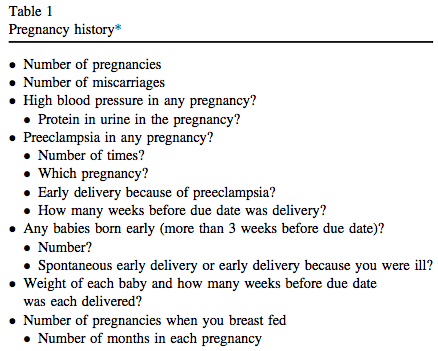 Table 1
Pregnancy history*
• Number of pregnancies
• Number of miscarriages
• High blood pressure in any pregnancy?
• Protein in urine in the pregnancy?
• Preeclampsia in any pregnancy?
• Number of times?
• Which pregnancy?
• Early delivery because of preeclampsia?
• How many weeks before due date was delivery?
• Any babies born early (more than 3 weeks before due date)?
• Number?
• Spontaneous early delivery or early delivery because you were ill?
• Weight of each baby and how many weeks before due date
was each delivered?
• Number of pregnancies when you breast fed
• Number of months in each pregnancy